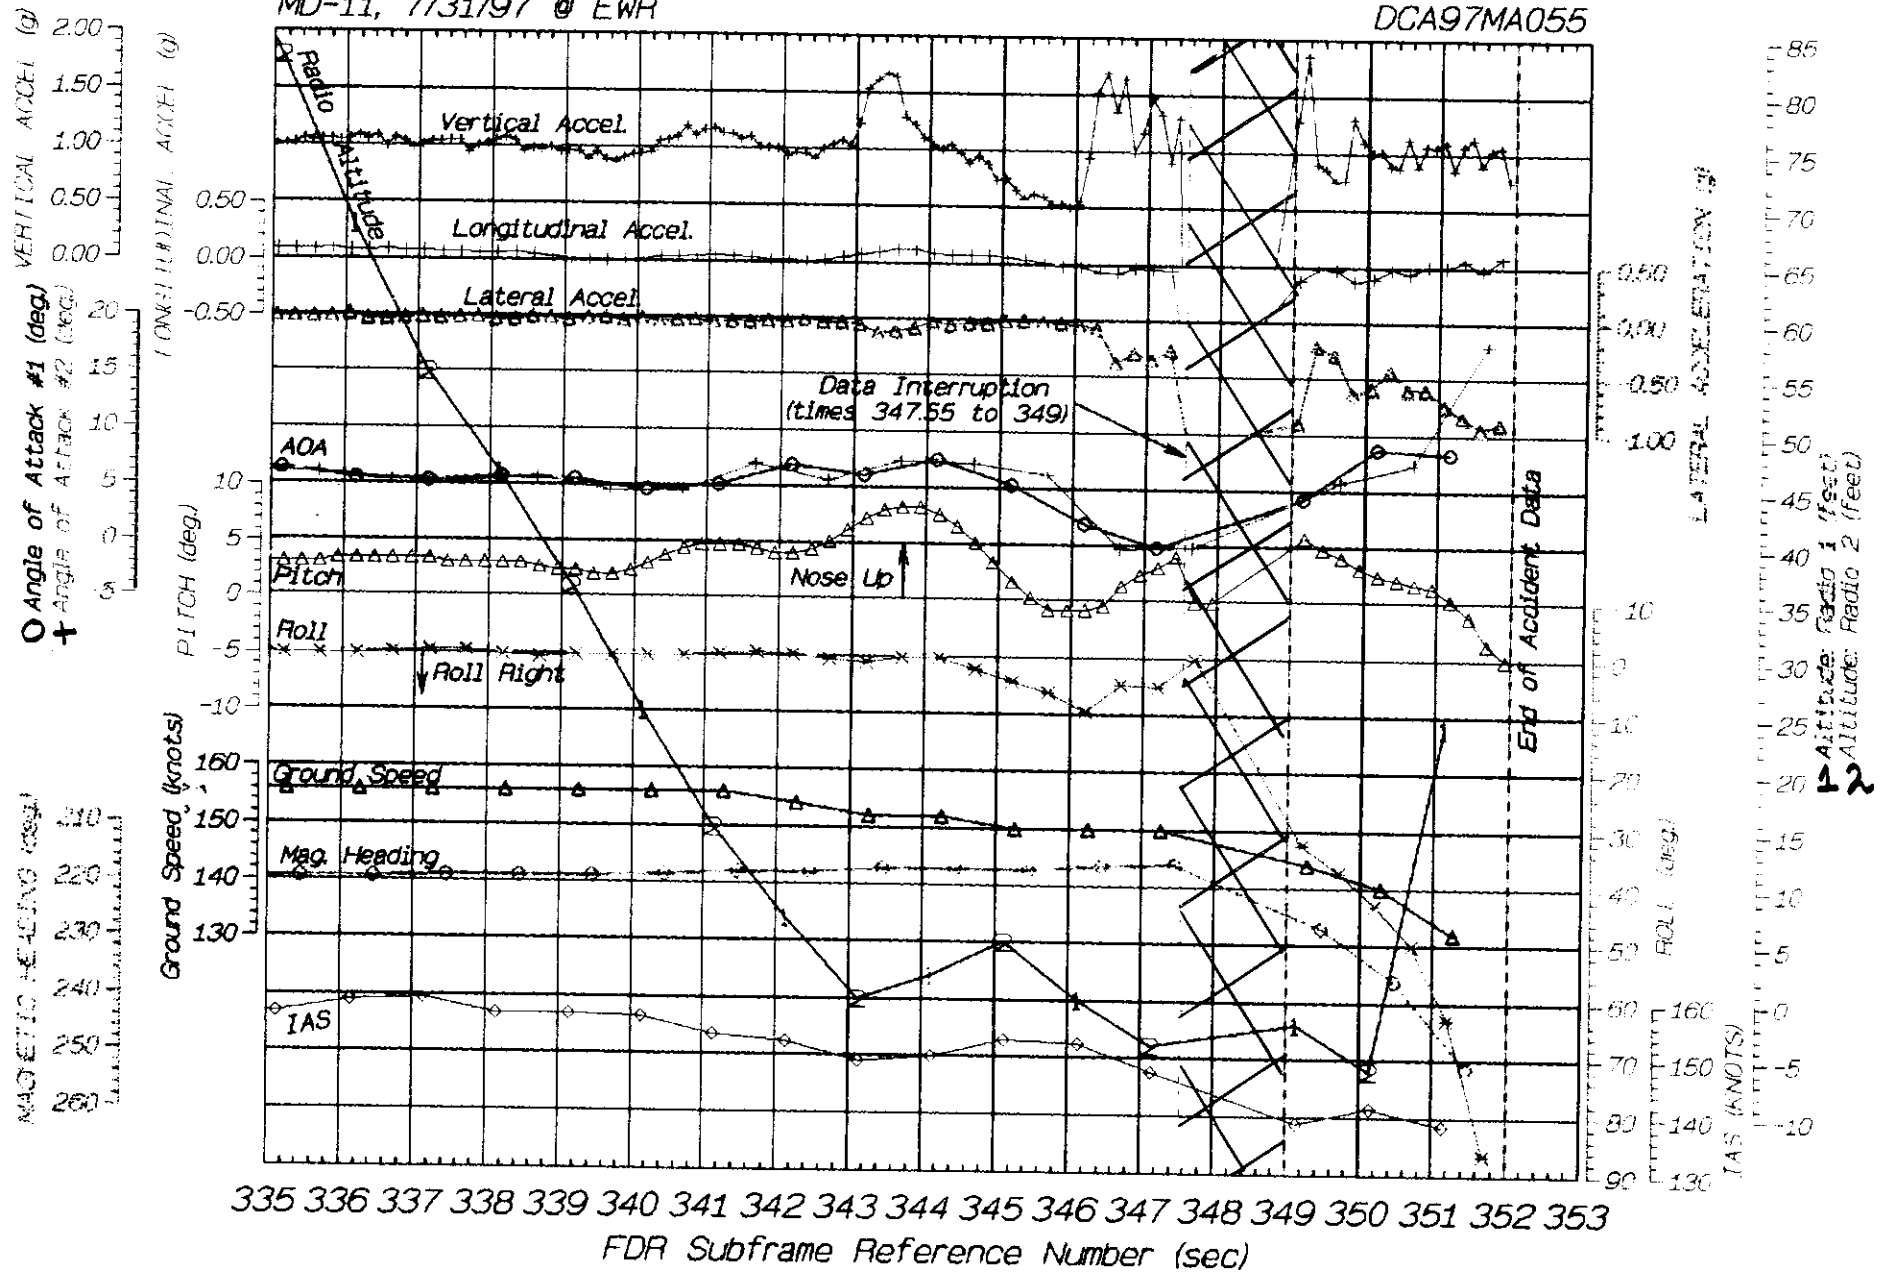 MD-11, 7/31/97 @ EWR
DCA97MA055
VERTICAL ACCEL (g)
2.00
1.50
1.00
0.50
0.00
LONGITUDINAL ACCEL (g)
0.50
0.00
-0.50
O Angle of Attack #1 (deg)
+ Angle of Attack #2 (deg)
20
15
10
5
0
-5
PITCH (deg.)
10
5
0
-5
-10
Ground Speed (knots)
160
150
140
130
MAGNETIC HEADING (deg)
210
220
230
240
250
260
Radio
Altitude
Vertical Accel.
Longitudinal Accel.
Lateral Accel.
Data Interruption
(times 347.55 to 349)
AOA
Pitch
Nose Up
Roll
Roll Right
Ground Speed
Mag. Heading
IAS
End of Accident Data
LATERAL ACCELERATION (g)
0.50
0.00
-0.50
-1.00
ROLL (deg)
10
0
10
20
30
40
50
60
70
80
90
IAS (KNOTS)
160
150
140
130
1 Altitude: Radio 1 (feet)
2 Altitude: Radio 2 (feet)
85
80
75
70
65
60
55
50
45
40
35
30
25
20
15
10
5
0
-5
-10
335 336 337 338 339 340 341 342 343 344 345 346 347 348 349 350 351 352 353
FDR Subframe Reference Number (sec)